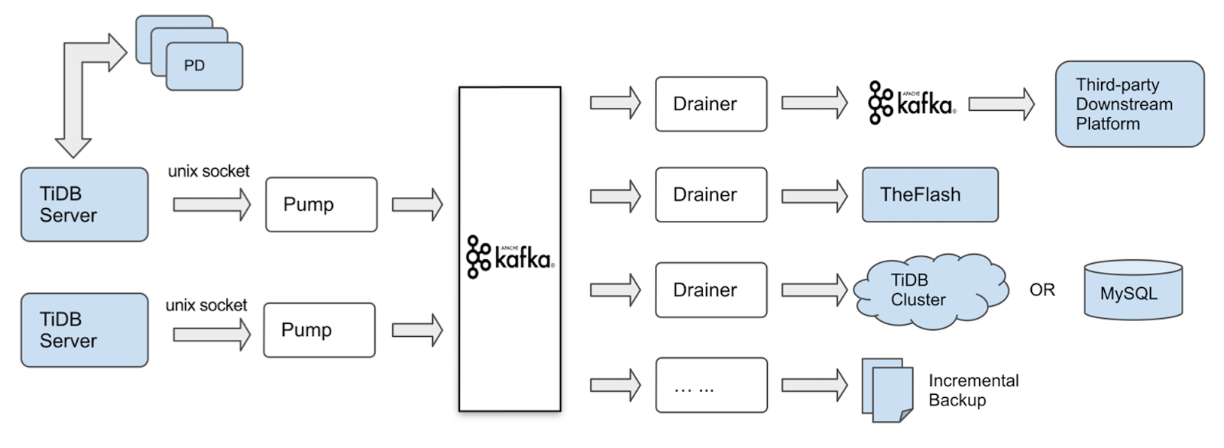 PD
TiDB
Server
unix socket
Pump
TiDB
Server
unix socket
Pump
APACHE
kafka®
Drainer
APACHE
kafka®
Third-party
Downstream
Platform
Drainer
TheFlash
Drainer
TiDB
Cluster
OR
MySQL
... ...
Incremental
Backup